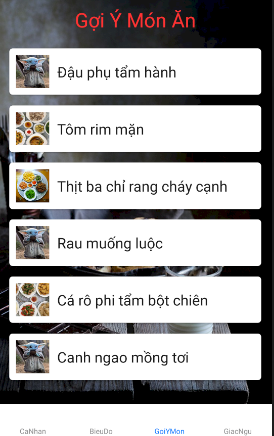 Gợi Ý Món Ăn
Đậu phụ tẩm hành
Tôm rim mặn
Thịt ba chỉ rang cháy cạnh
Rau muống luộc
Cá rô phi tẩm bột chiên
Canh ngao mồng tơi
CaNhan BieuDo GoiYMon GiacNgu